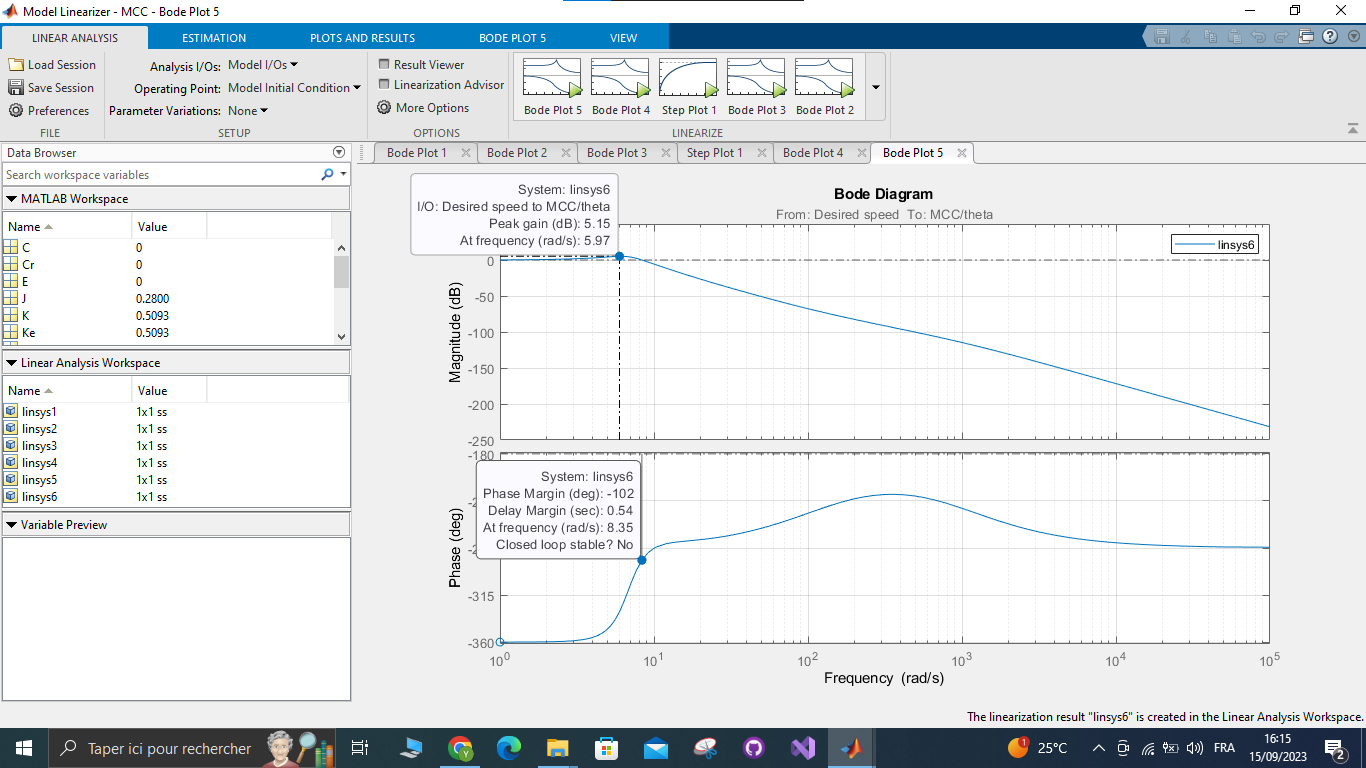 Model Linearizer - MCC - Bode Plot 5
LINEAR ANALYSIS ESTIMATION PLOTS AND RESULTS BODE PLOT 5 VIEW
Load Session
Save Session
Preferences
FILE
Analysis I/Os: Model I/Os
Operating Point: Model Initial Condition
Parameter Variations: None
SETUP
Result Viewer
Linearization Advisor
More Options
OPTIONS
Bode Plot 5 Bode Plot 4 Step Plot 1 Bode Plot 3 Bode Plot 2
LINEARIZE
Data Browser
Search workspace variables
MATLAB Workspace
Name Value
C 0
Cr 0
E 0
J 0.2800
K 0.5093
Ke 0.5093
Linear Analysis Workspace
Name Value
linsys1 1x1 ss
linsys2 1x1 ss
linsys3 1x1 ss
linsys4 1x1 ss
linsys5 1x1 ss
linsys6 1x1 ss
Variable Preview
Bode Plot 1 Bode Plot 2 Bode Plot 3 Step Plot 1 Bode Plot 4 Bode Plot 5
Bode Diagram
From: Desired speed To: MCC/theta
System: linsys6
I/O: Desired speed to MCC/theta
Peak gain (dB): 5.15
At frequency (rad/s): 5.97
linsys6
Magnitude (dB)
0
-50
-100
-150
-200
-250
Phase (deg)
-180
System: linsys6
Phase Margin (deg): -102
Delay Margin (sec): 0.54
At frequency (rad/s): 8.35
Closed loop stable? No
-315
-360
10^0 10^1 10^2 10^3 10^4 10^5
Frequency (rad/s)
The linearization result "linsys6" is created in the Linear Analysis Workspace.
Taper ici pour rechercher
1
25°C
FRA
16:15
15/09/2023
2